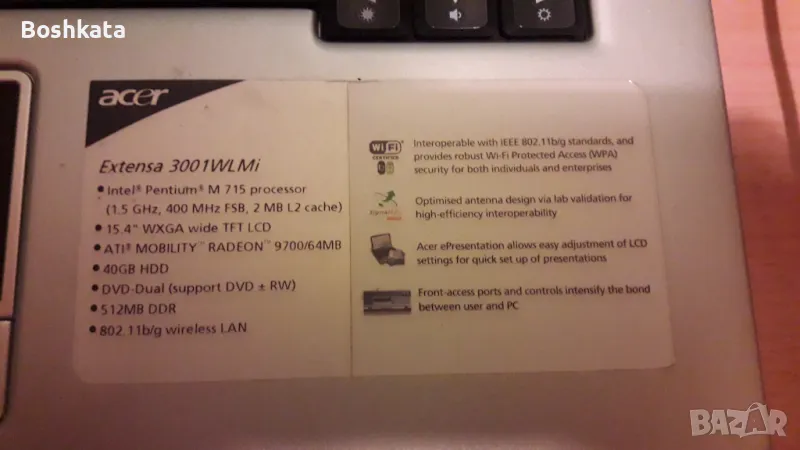 Boshkata
acer
Extensa 3001WLMi
• Intel® Pentium® M 715 processor
(1.5 GHz, 400 MHz FSB, 2 MB L2 cache)
• 15.4" WXGA wide TFT LCD
• ATI® MOBILITY™ RADEON™ 9700/64MB
• 40GB HDD
• DVD-Dual (support DVD ± RW)
• 512MB DDR
• 802.11b/g wireless LAN
Wi Fi
CERTIFIED
Interoperable with IEEE 802.11b/g standards, and
provides robust Wi-Fi Protected Access (WPA)
security for both individuals and enterprises
Optimised antenna design via lab validation for
high-efficiency interoperability
Acer ePresentation allows easy adjustment of LCD
settings for quick set up of presentations
Front-access ports and controls intensify the bond
between user and PC
BAZAR